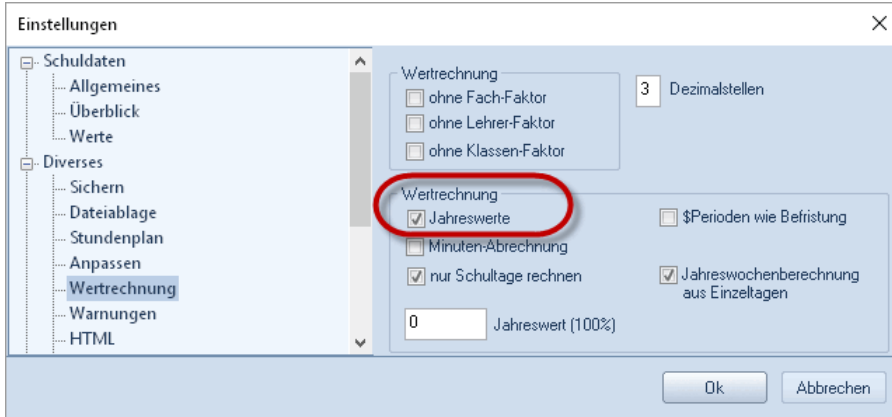 Einstellungen
Schuldaten
Allgemeines
Überblick
Werte
Diverses
Sichern
Dateiablage
Stundenplan
Anpassen
Wertrechnung
Warnungen
HTML
Wertrechnung
ohne Fach-Faktor
ohne Lehrer-Faktor
ohne Klassen-Faktor
3 Dezimalstellen
Wertrechnung
Jahreswerte
$Perioden wie Befristung
Minuten-Abrechnung
nur Schultage rechnen
Jahreswochenberechnung
aus Einzeltagen
0 Jahreswert (100%)
Ok Abbrechen